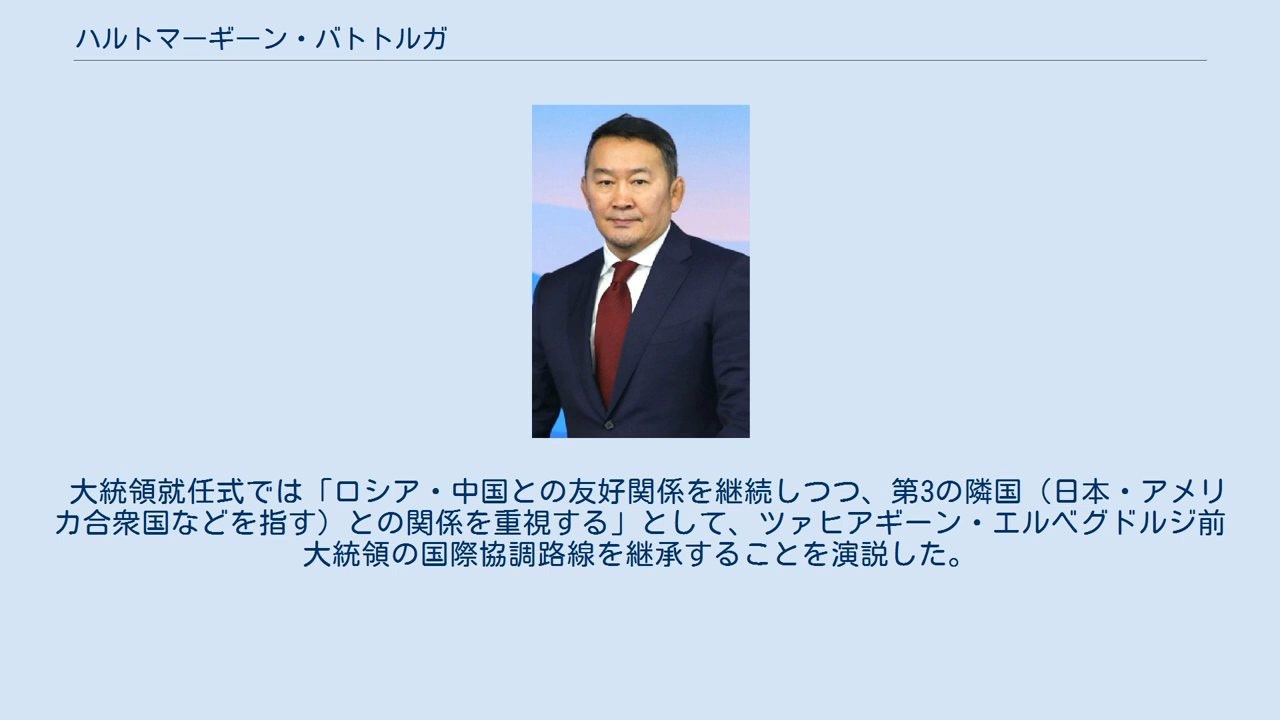 ハルトマーギーン・バトトルガ
大統領就任式では「ロシア・中国との友好関係を継続しつつ、第3の隣国（日本・アメリ
カ合衆国などを指す）との関係を重視する」として、ツァヒアギーン・エルベグドルジ前
大統領の国際協調路線を継承することを演説した。